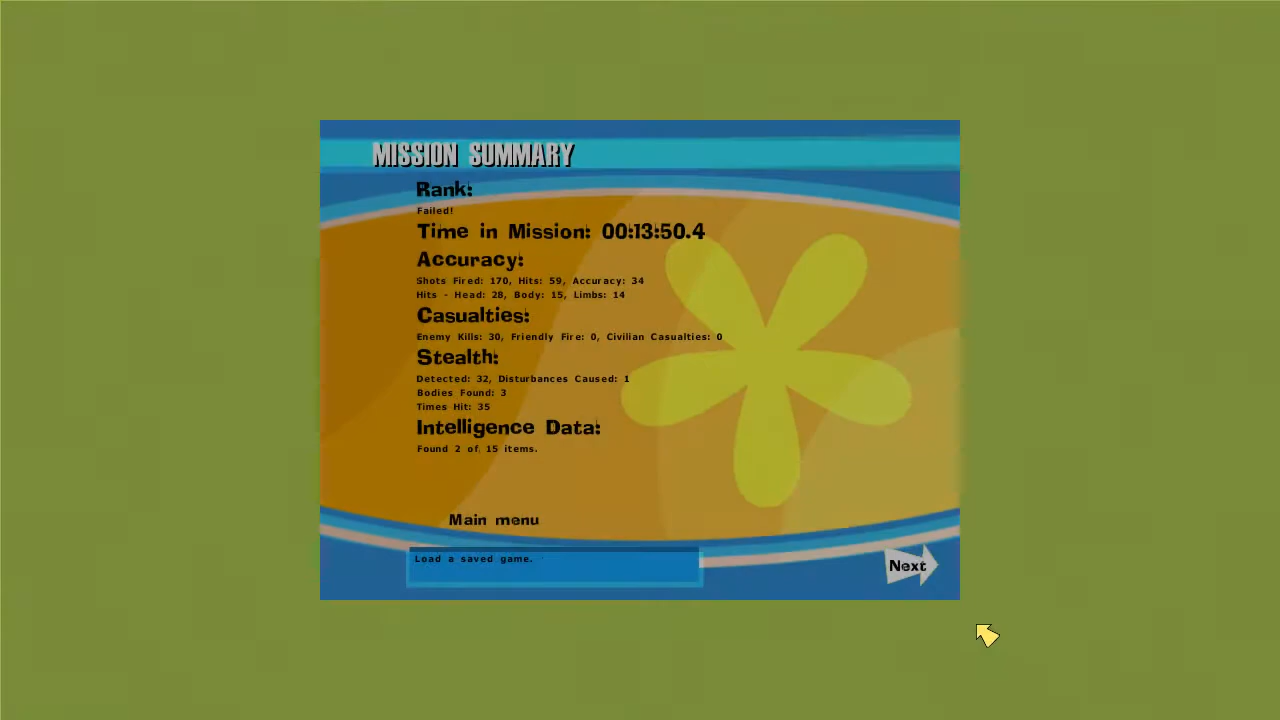 MISSION SUMMARY
Rank:
Failed!
Time in Mission: 00:13:50.4
Accuracy:
Shots Fired: 170, Hits: 59, Accuracy: 34
Hits - Head: 28, Body: 15, Limbs: 14
Casualties:
Enemy Kills: 30, Friendly Fire: 0, Civilian Casualties: 0
Stealth:
Detected: 32, Disturbances Caused: 1
Bodies Found: 3
Times Hit: 35
Intelligence Data:
Found 2 of 15 items.
Main menu
Load a saved game.
Next